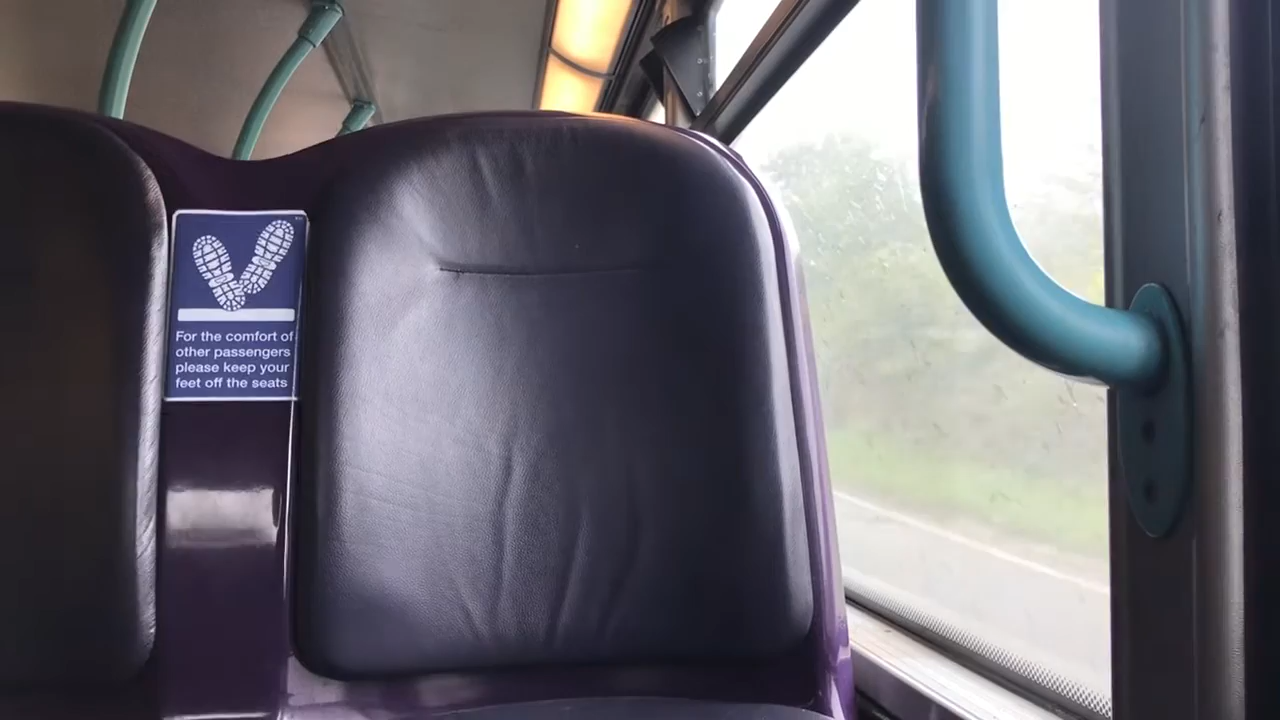 For the comfort of
other passengers
please keep your
feet off the seats